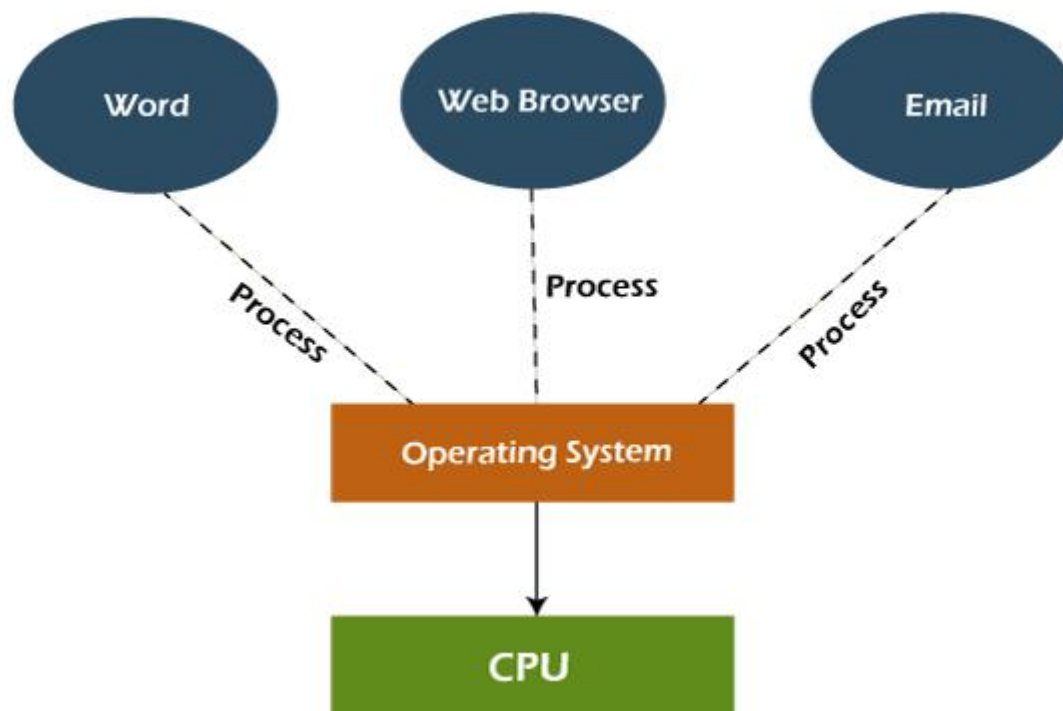 Word
Web Browser
Email
Process
Process
Process
Operating System
CPU